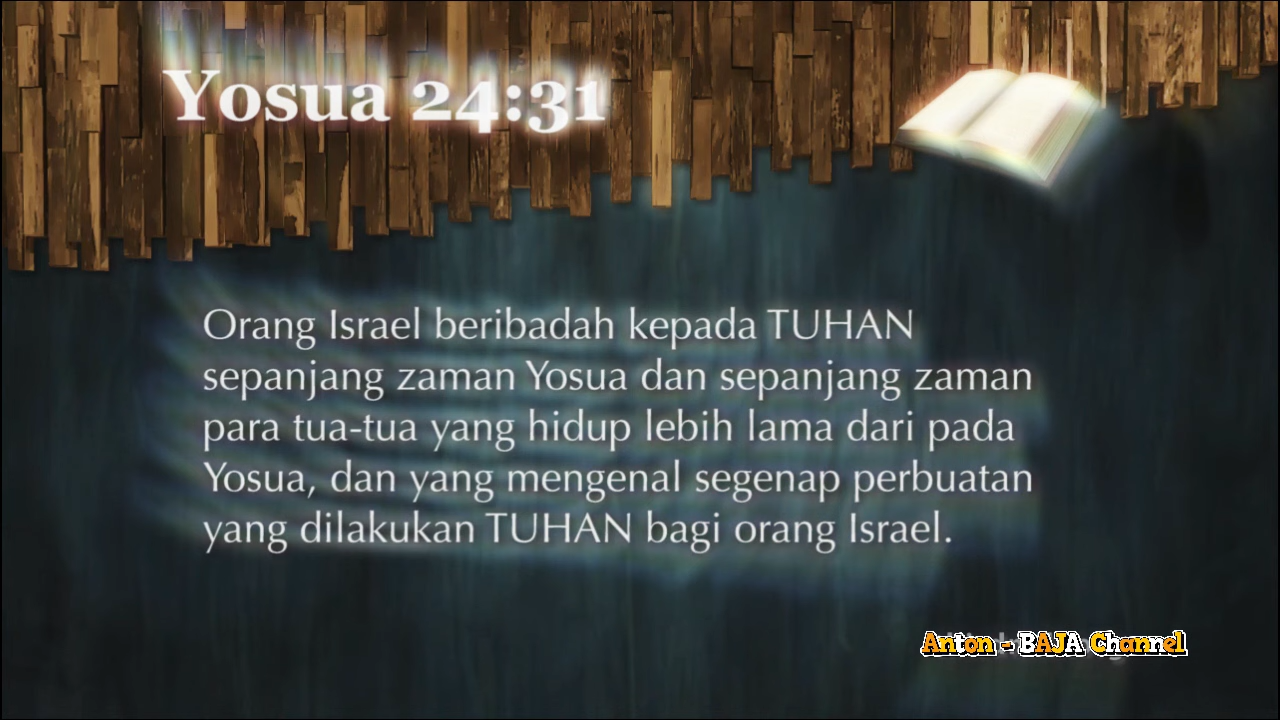 Yosua 24:31
Orang Israel beribadah kepada TUHAN
sepanjang zaman Yosua dan sepanjang zaman
para tua-tua yang hidup lebih lama dari pada
Yosua, dan yang mengenal segenap perbuatan
yang dilakukan TUHAN bagi orang Israel.
Anton - BAJA Channel